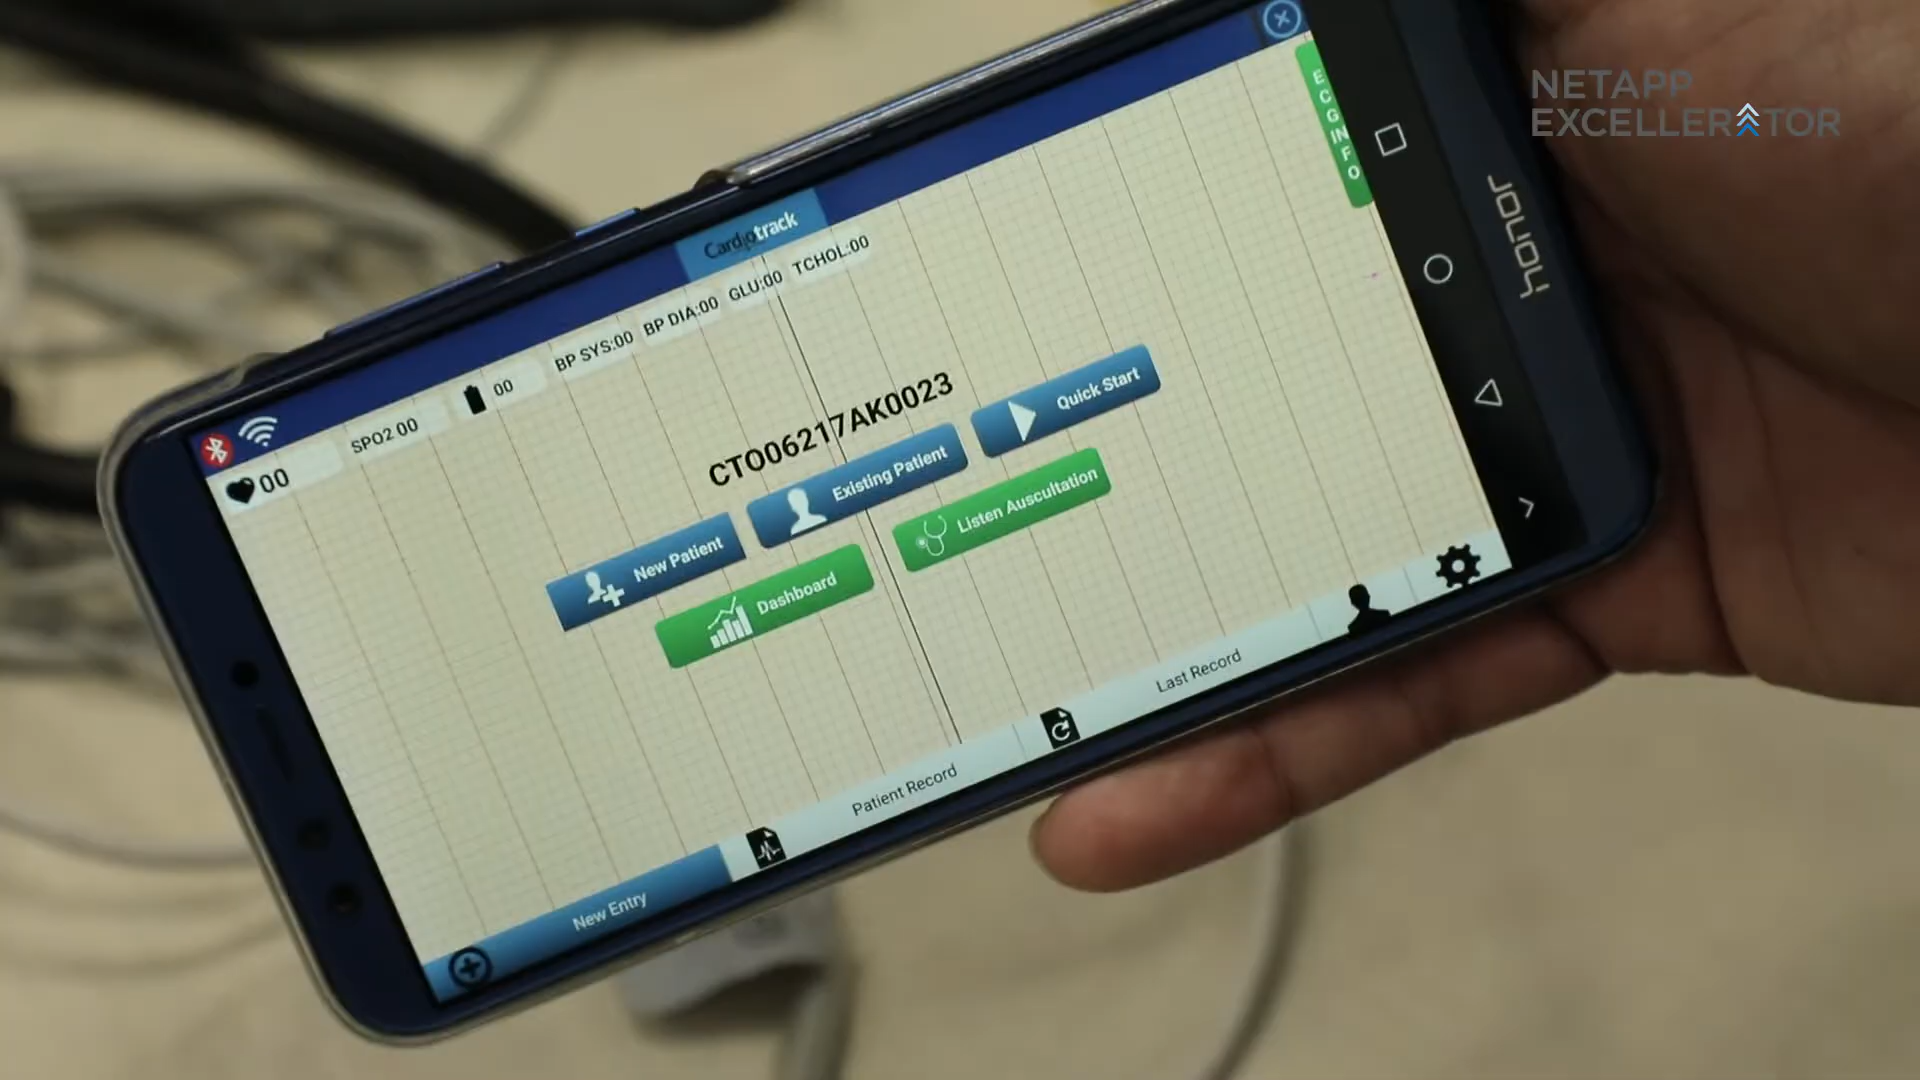 NETAPP
EXCELLERATOR
honor
Cardiotrack
ECG INFO
00
SPO2 00
00
BP SYS:00
BP DIA:00
GLU:00
TCHOL:00
CT006217AK0023
New Patient
Existing Patient
Quick Start
Dashboard
Listen Auscultation
New Entry
Patient Record
Last Record